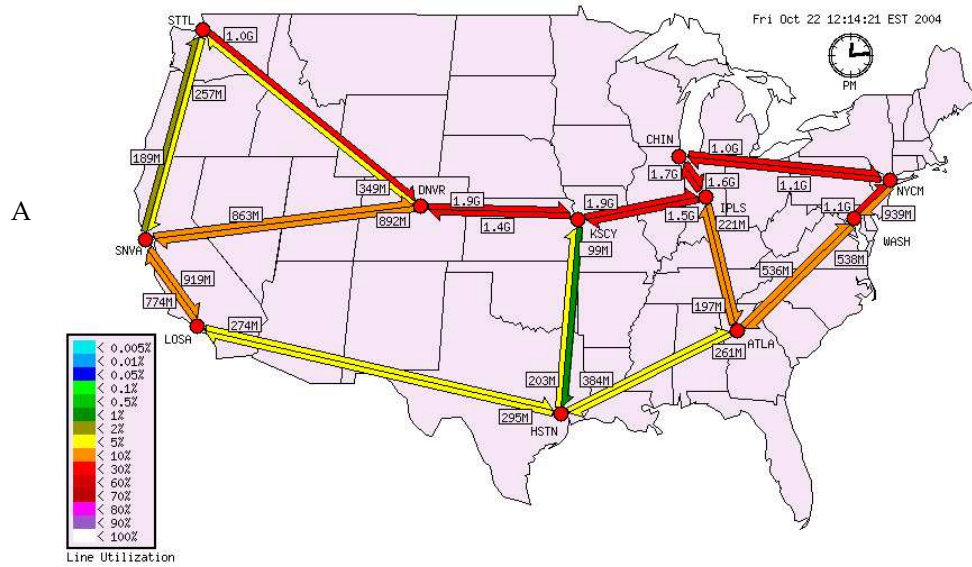 STTL
1.0G
Fri Oct 22 12:14:21 EST 2004
PM
257M
CHIN
1.0G
189M
1.7G
349M
DNVR
1.6G
1.1G
NYCM
A
1.9G
1.9G
IPLS
863M
892M
1.4G
1.5G
221M
1.1G
939M
KSCY
WASH
SNVA
99M
538M
919M
536M
774M
197M
LOSA
274M
ATLA
261M
203M
384M
295M
HSTN
< 0.005%
< 0.01%
< 0.05%
< 0.1%
< 0.5%
< 1%
< 2%
< 5%
< 10%
< 30%
< 60%
< 70%
< 80%
< 90%
< 100%
Line Utilization